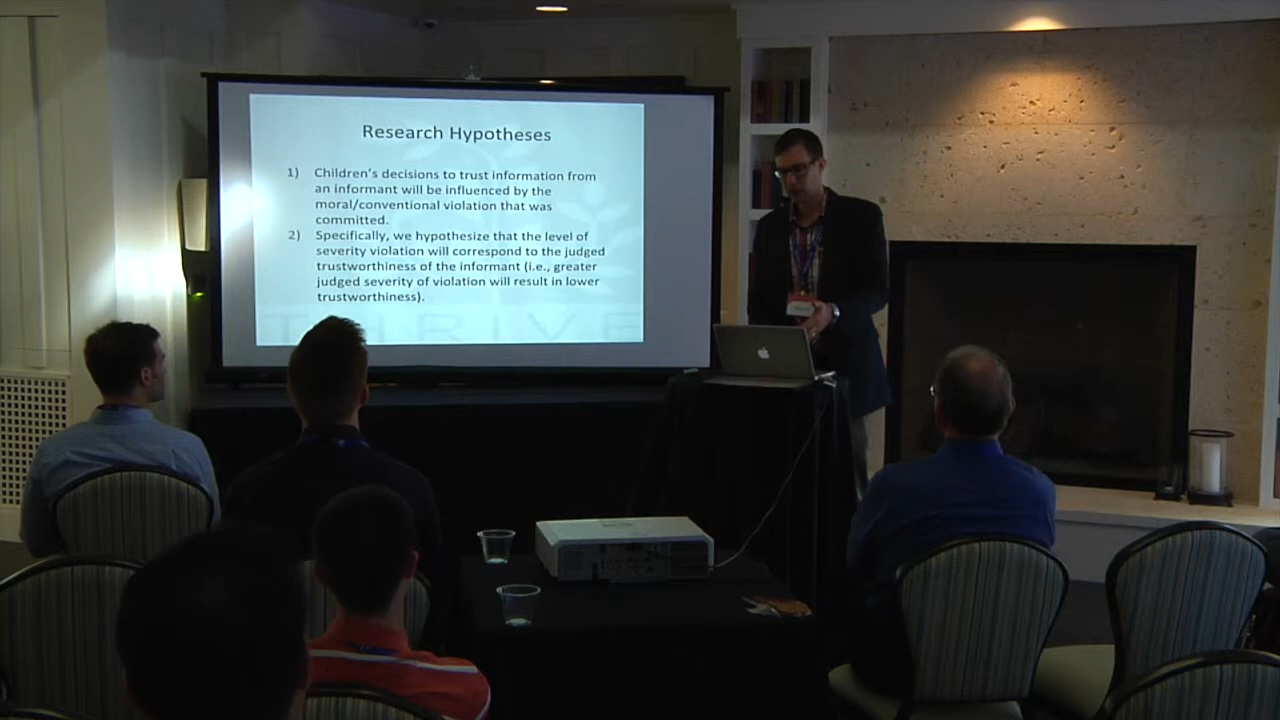 Research Hypotheses
1) Children's decisions to trust information from
an informant will be influenced by the
moral/conventional violation that was
committed.
2) Specifically, we hypothesize that the level of
severity violation will correspond to the judged
trustworthiness of the informant (i.e., greater
judged severity of violation will result in lower
trustworthiness).
THRIVE